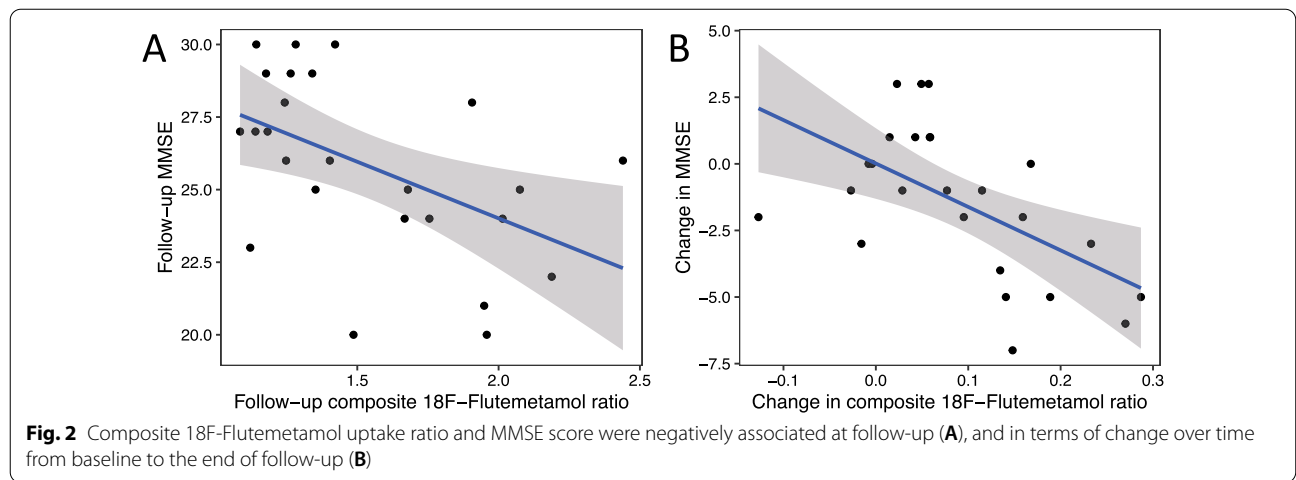 A
B
Follow−up MMSE
30.0
27.5
25.0
22.5
20.0
1.5
2.0
2.5
Follow−up composite 18F−Flutemetamol ratio
Change in MMSE
5.0
2.5
0.0
−2.5
−5.0
−7.5
−0.1
0.0
0.1
0.2
0.3
Change in composite 18F−Flutemetamol ratio
Fig. 2 Composite 18F-Flutemetamol uptake ratio and MMSE score were negatively associated at follow-up (A), and in terms of change over time
from baseline to the end of follow-up (B)